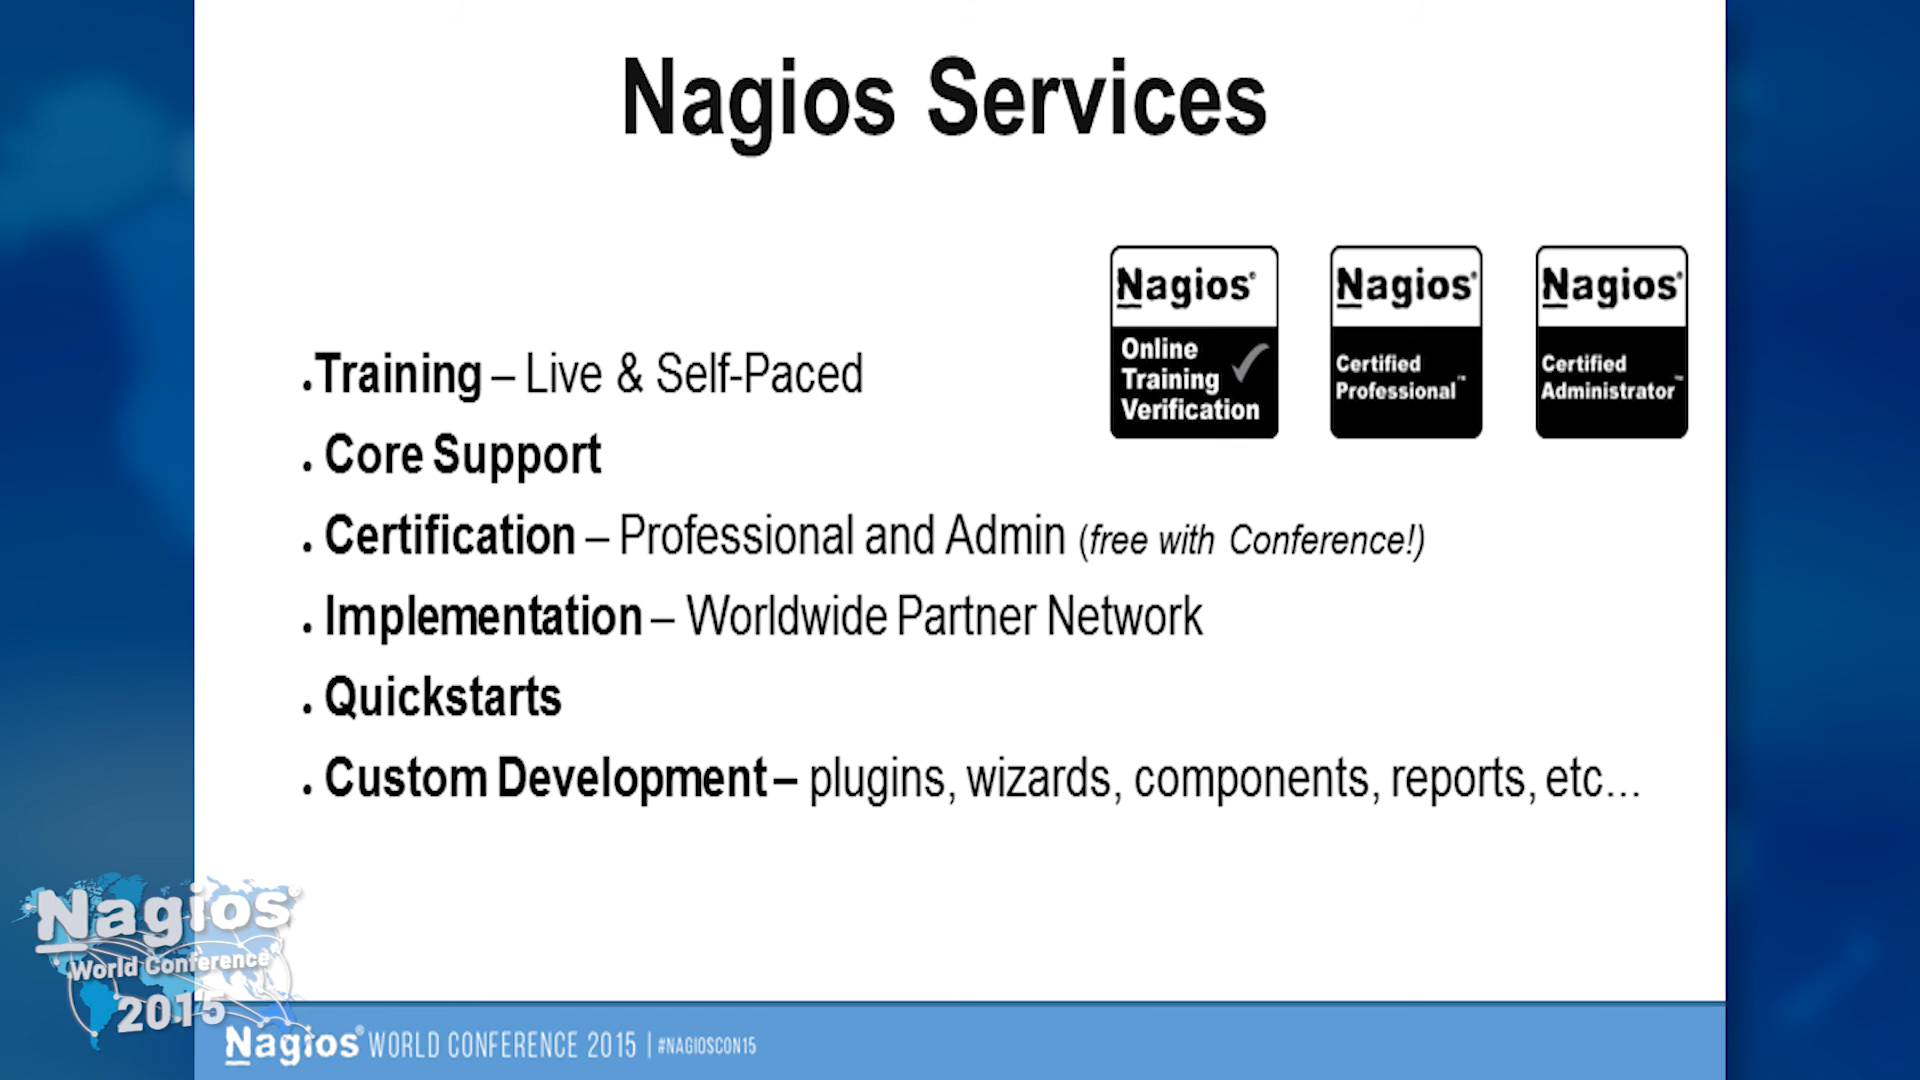 Nagios Services
Nagios®
Online
Training
Verification
Nagios®
Certified
Professional™
Nagios®
Certified
Administrator™
.Training – Live & Self-Paced
. Core Support
. Certification – Professional and Admin (free with Conference!)
. Implementation – Worldwide Partner Network
. Quickstarts
. Custom Development – plugins, wizards, components, reports, etc...
Nagios®
World Conference
2015
Nagios® WORLD CONFERENCE 2015 | #NAGIOSCON15